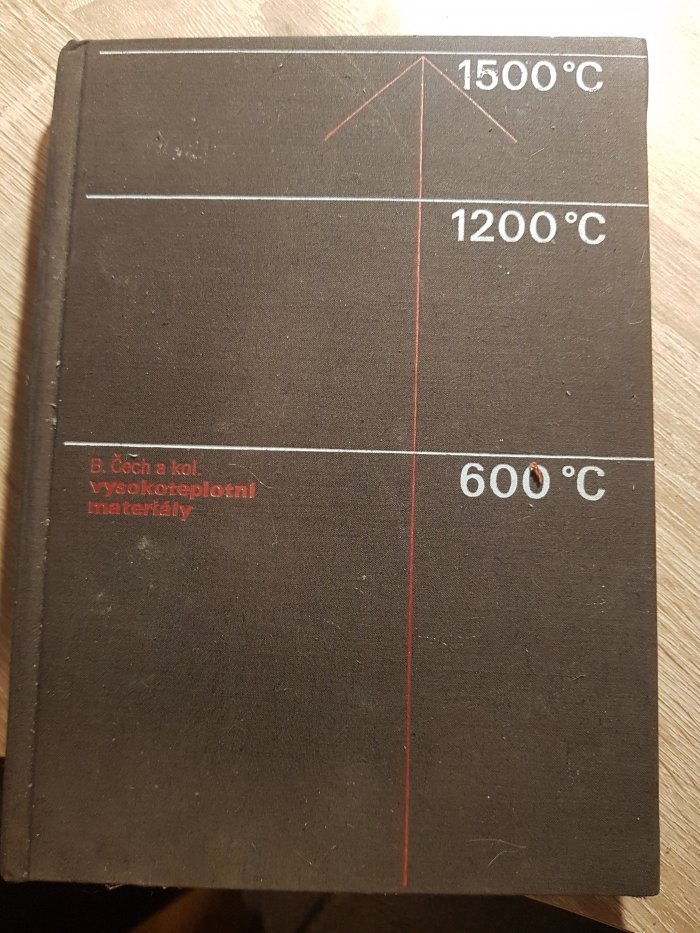 1500 °C
1200 °C
600 °C
B. Čech a kol.
vysokoteplotní
materiály